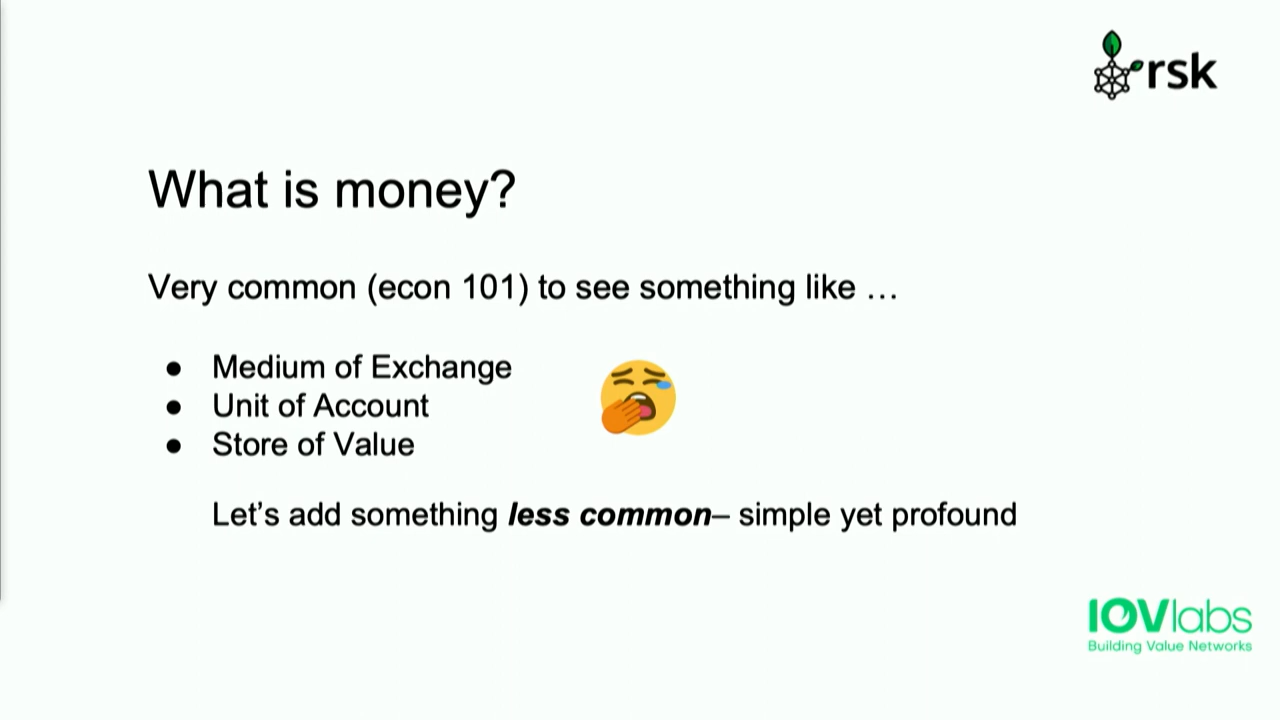 rsk
What is money?
Very common (econ 101) to see something like …
● Medium of Exchange
● Unit of Account
● Store of Value
Let’s add something less common– simple yet profound
IOVlabs
Building Value Networks